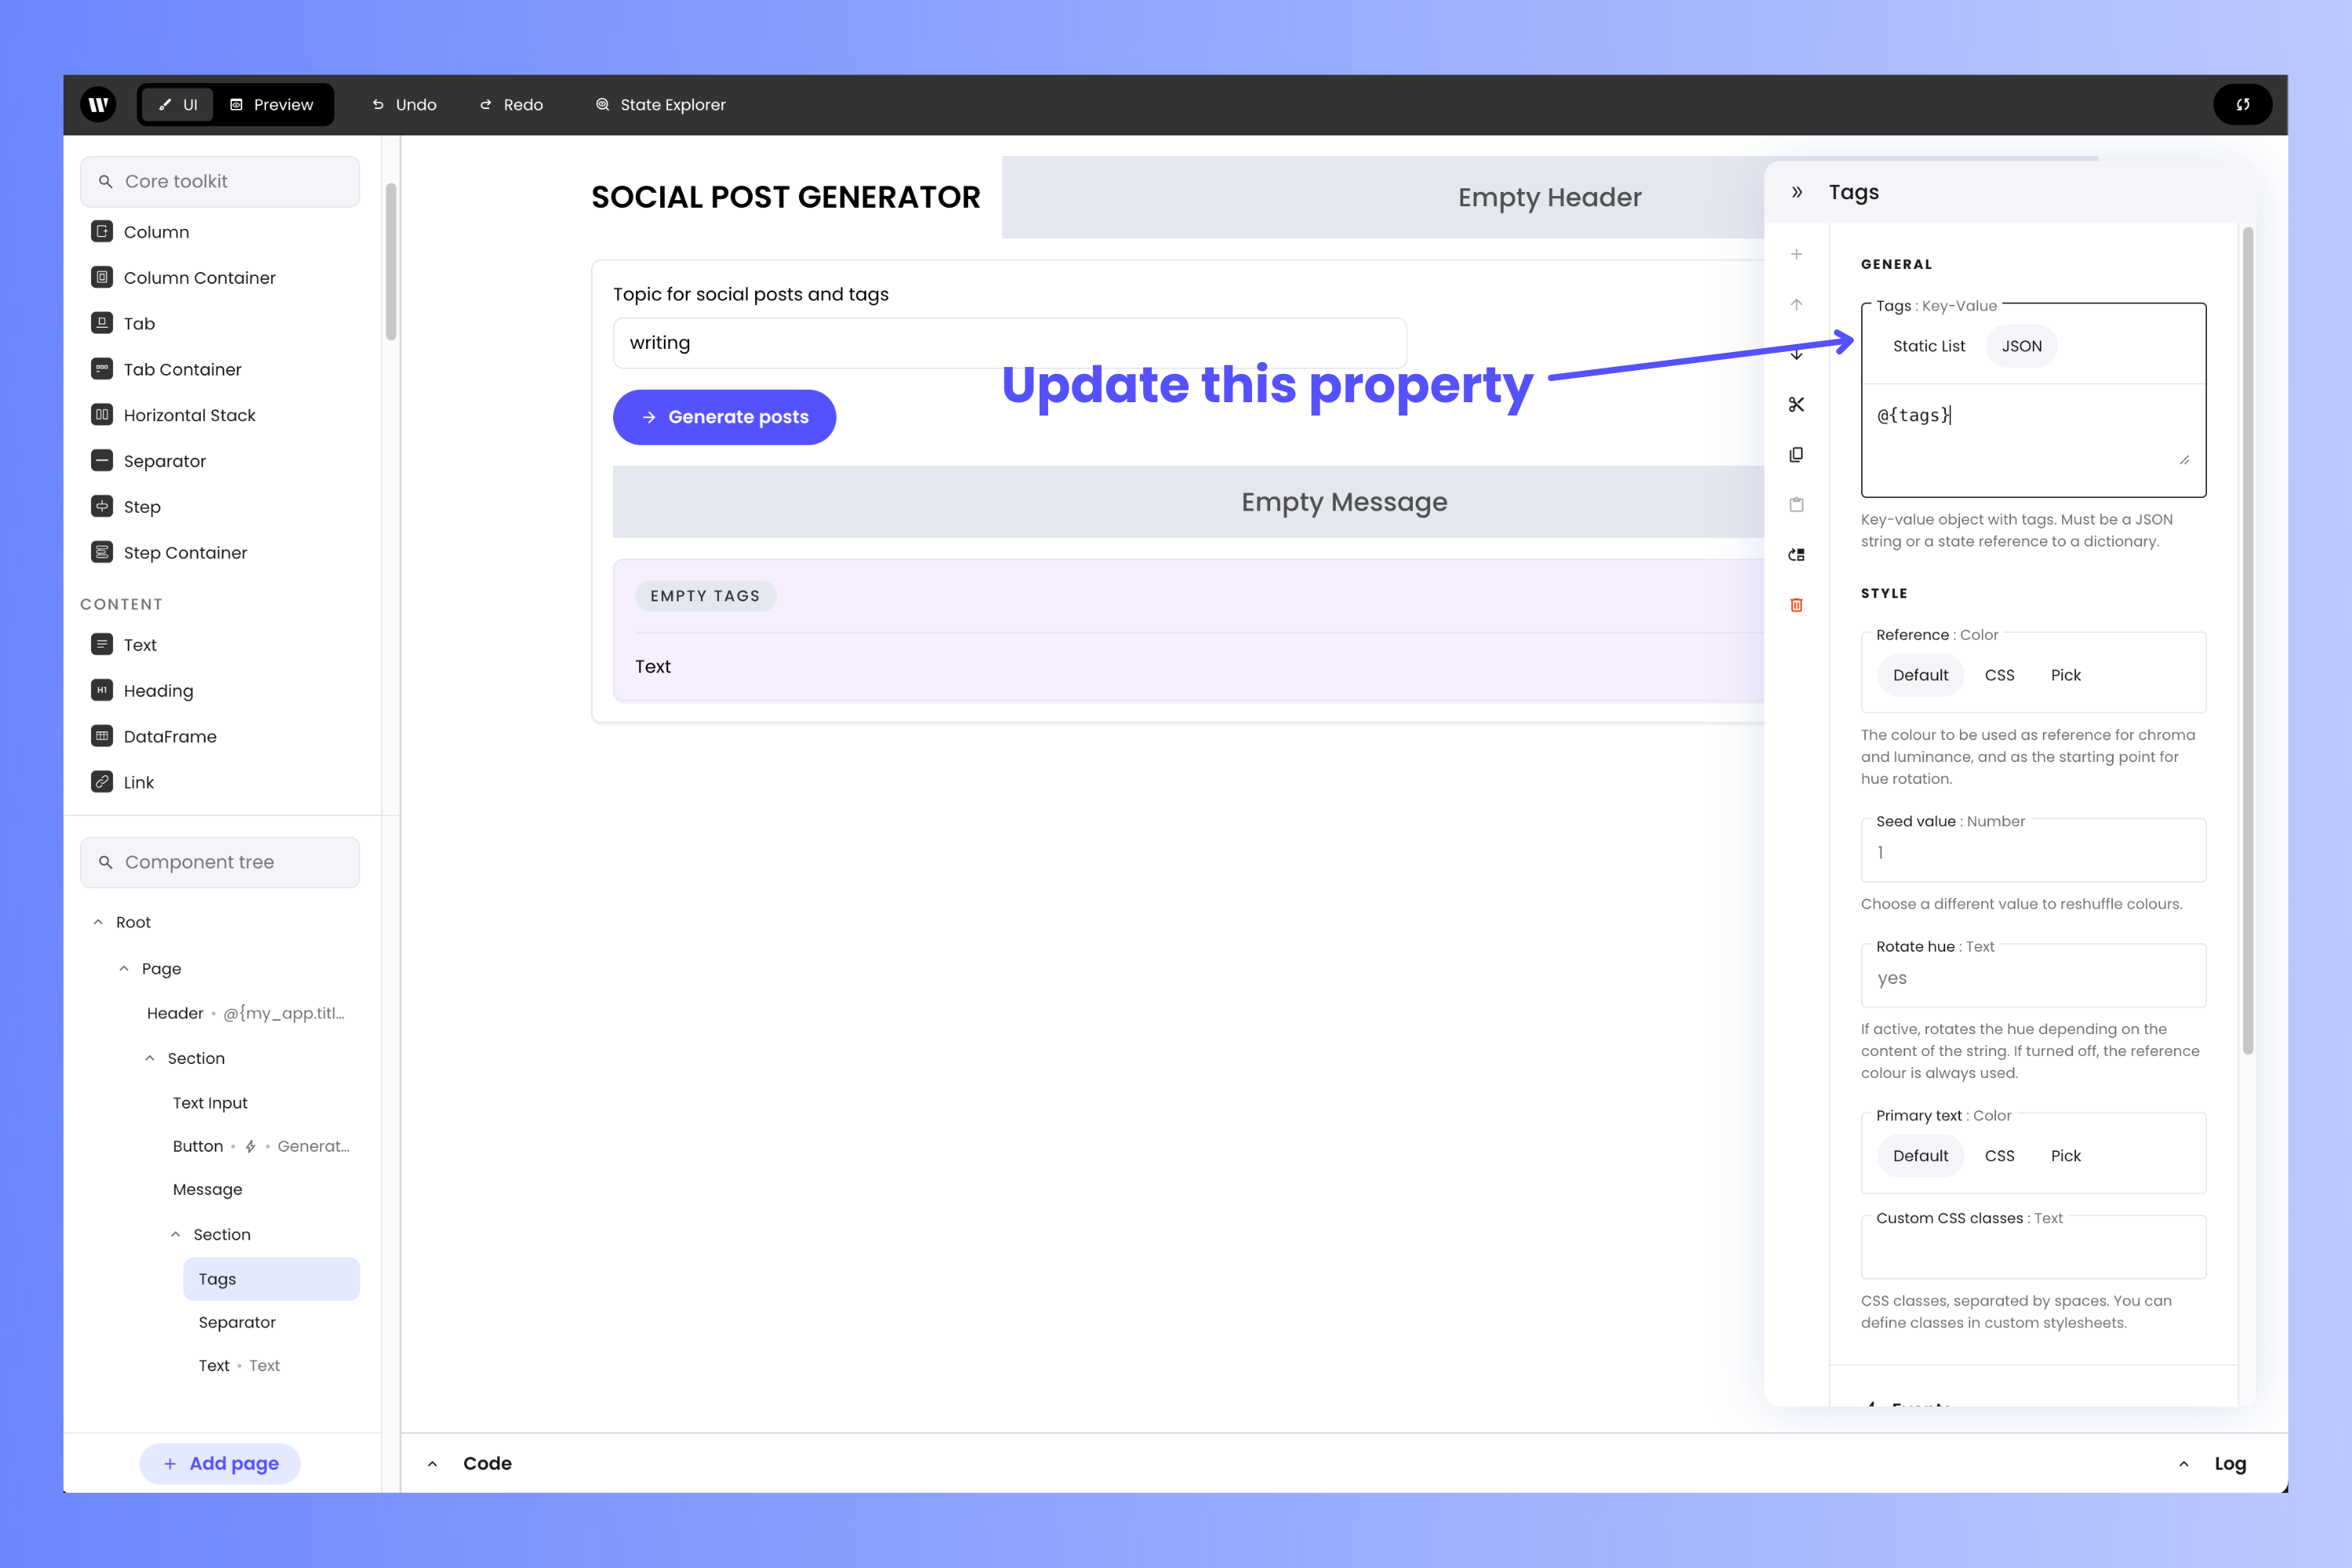 UI
Preview
Undo
Redo
State Explorer
Core toolkit
Column
Column Container
Tab
Tab Container
Horizontal Stack
Separator
Step
Step Container
CONTENT
Text
H1 Heading
DataFrame
Link
Component tree
Root
Page
Header • @{my_app.titl...
Section
Text Input
Button • • Generat...
Message
Section
Tags
Separator
Text • Text
+ Add page
SOCIAL POST GENERATOR
Empty Header
Topic for social posts and tags
writing
Generate posts
Update this property
Empty Message
EMPTY TAGS
Text
Tags
GENERAL
Tags : Key-Value
Static List JSON
@{tags}
Key-value object with tags. Must be a JSON
string or a state reference to a dictionary.
STYLE
Reference : Color
Default CSS Pick
The colour to be used as reference for chroma
and luminance, and as the starting point for
hue rotation.
Seed value : Number
1
Choose a different value to reshuffle colours.
Rotate hue : Text
yes
If active, rotates the hue depending on the
content of the string. If turned off, the reference
colour is always used.
Primary text : Color
Default CSS Pick
Custom CSS classes : Text
CSS classes, separated by spaces. You can
define classes in custom stylesheets.
Code
Log